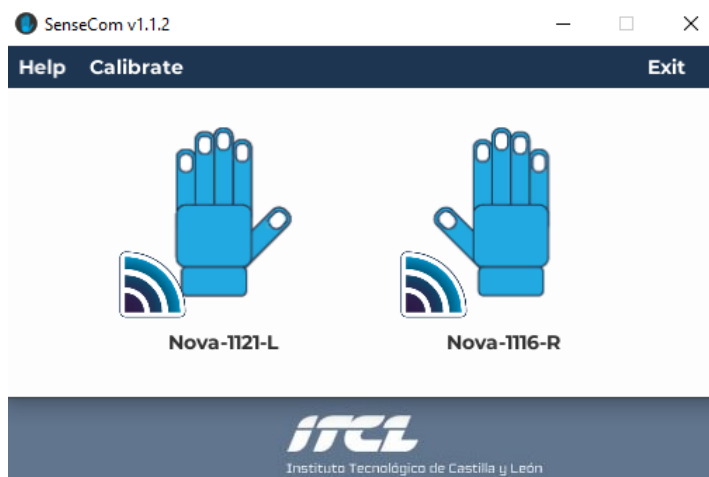 SenseCom v1.1.2
Help Calibrate Exit
Nova-1121-L Nova-1116-R
ITCL
Instituto Tecnológico de Castilla y León